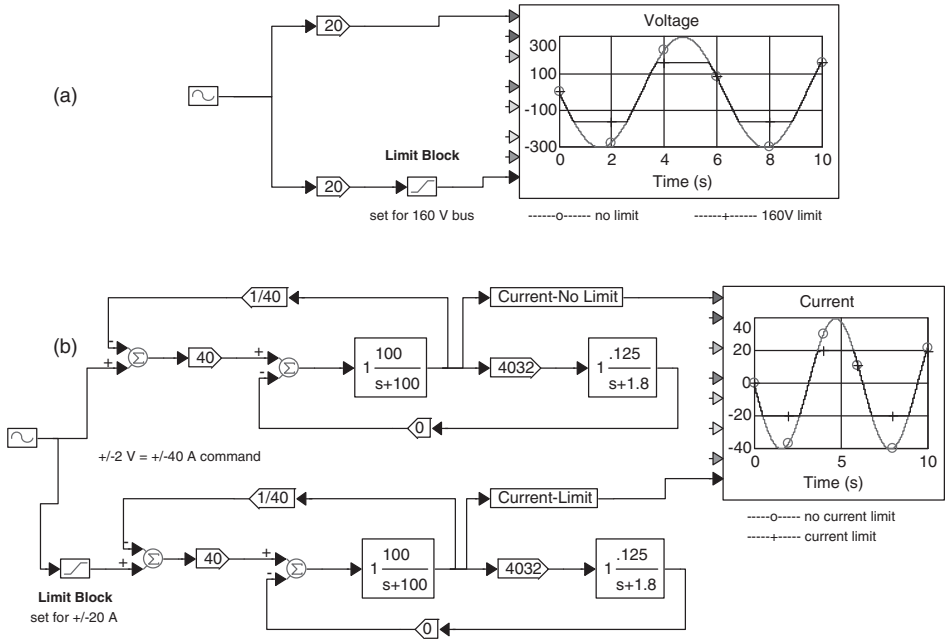 (a)
20
20
Limit Block
set for 160 V bus
Voltage
300
100
-100
-300
0 2 4 6 8 10
Time (s)
------o------ no limit
------+------ 160V limit
(b)
1/40
-
+
Σ
40
+
-
Σ
1 100
s+100
4032
1 .125
s+1.8
0
Current-No Limit
+/-2 V = +/-40 A command
Limit Block
set for +/-20 A
1/40
-
+
Σ
40
+
-
Σ
1 100
s+100
4032
1 .125
s+1.8
0
Current-Limit
Current
40
20
0
-20
-40
0 5 10
Time (s)
-----o----- no current limit
-----+----- current limit